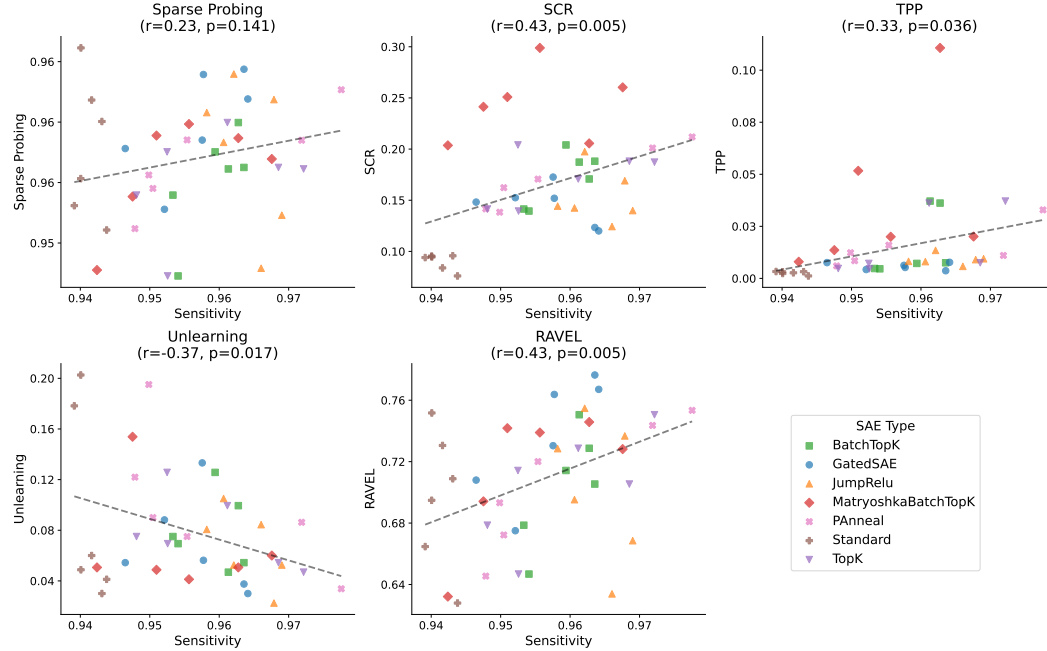 Sparse Probing
(r=0.23, p=0.141)
Sparse Probing
0.96
0.96
0.96
0.95
0.94
0.95
0.96
0.97
Sensitivity
SCR
(r=0.43, p=0.005)
SCR
0.30
0.25
0.20
0.15
0.10
0.94
0.95
0.96
0.97
Sensitivity
TPP
(r=0.33, p=0.036)
TPP
0.10
0.08
0.05
0.03
0.00
0.94
0.95
0.96
0.97
Sensitivity
Unlearning
(r=-0.37, p=0.017)
Unlearning
0.20
0.16
0.12
0.08
0.04
0.94
0.95
0.96
0.97
Sensitivity
RAVEL
(r=0.43, p=0.005)
RAVEL
0.76
0.72
0.68
0.64
0.94
0.95
0.96
0.97
Sensitivity
SAE Type
BatchTopK
GatedSAE
JumpRelu
MatryoshkaBatchTopK
PAnneal
Standard
TopK